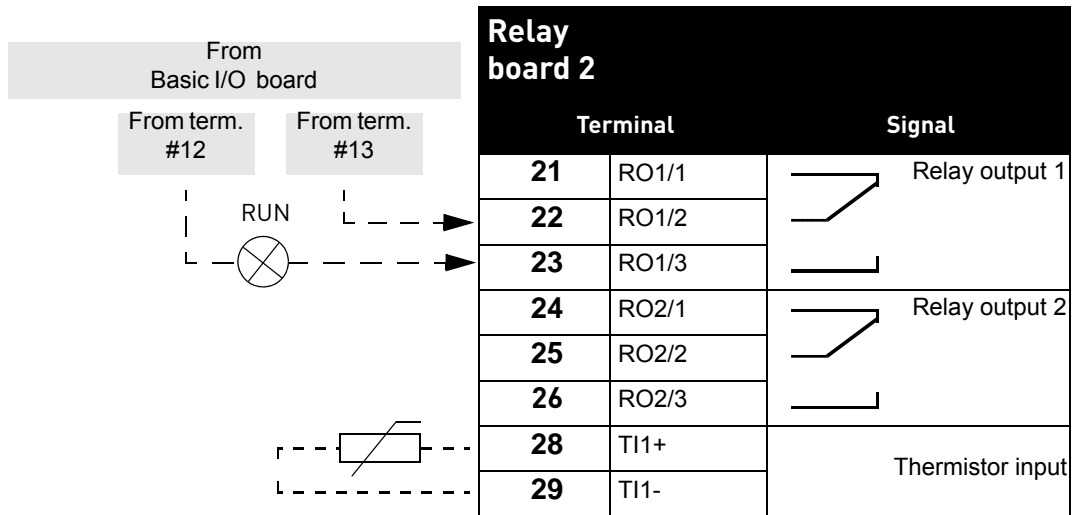 From
Basic I/O board
From term.
#12
From term.
#13
RUN
Relay
board 2
Terminal Signal
21 RO1/1 Relay output 1
22 RO1/2
23 RO1/3
24 RO2/1 Relay output 2
25 RO2/2
26 RO2/3
28 TI1+
Thermistor input
29 TI1-